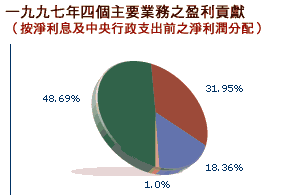 一九九七年四個主要業務之盈利貢獻
（按淨利息及中央行政支出前之淨利潤分配）
48.69%
31.95%
18.36%
1.0%